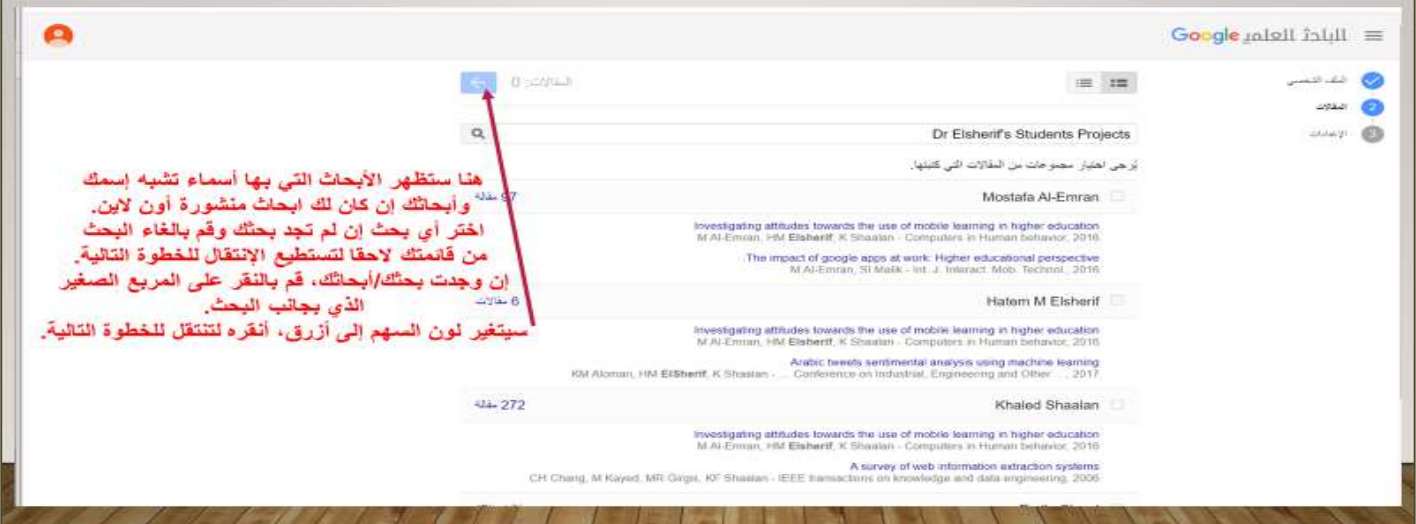 الباحث العلمي Google
الملف الشخصي
2 المقالات
3 الإعدادات
المقالات: 0
Dr Elsherif's Students Projects
يُرجى اختيار مجموعات من المقالات التي كتبتها.
Mostafa Al-Emran
97 مقالة
Investigating attitudes towards the use of mobile learning in higher education
M Al-Emran, HM Elsherif, K Shaalan - Computers in Human behavior, 2016
The impact of google apps at work: Higher educational perspective
M Al-Emran, SI Malik - Int. J. Interact. Mob. Technol., 2016
Hatem M Elsherif
6 مقالات
Investigating attitudes towards the use of mobile learning in higher education
M Al-Emran, HM Elsherif, K Shaalan - Computers in Human behavior, 2016
Arabic tweets sentimental analysis using machine learning
KM Alomari, HM ElSherif, K Shaalan - ... Conference on Industrial, Engineering and Other ..., 2017
Khaled Shaalan
272 مقالة
Investigating attitudes towards the use of mobile learning in higher education
M Al-Emran, HM Elsherif, K Shaalan - Computers in Human behavior, 2016
A survey of web information extraction systems
CH Chang, M Kayed, MR Girgis, KF Shaalan - IEEE transactions on knowledge and data engineering, 2006
هنا ستظهر الأبحاث التي بها أسماء تشبه إسمك
وأبحاثك إن كان لك ابحاث منشورة أون لاين.
اختر أي بحث إن لم تجد بحثك وقم بالغاء البحث
من قائمتك لاحقا لتستطيع الإنتقال للخطوة التالية.
إن وجدت بحثك/أبحاثك، قم بالنقر على المربع الصغير
الذي بجانب البحث.
سيتغير لون السهم إلى أزرق، أنقره لتنتقل للخطوة التالية.